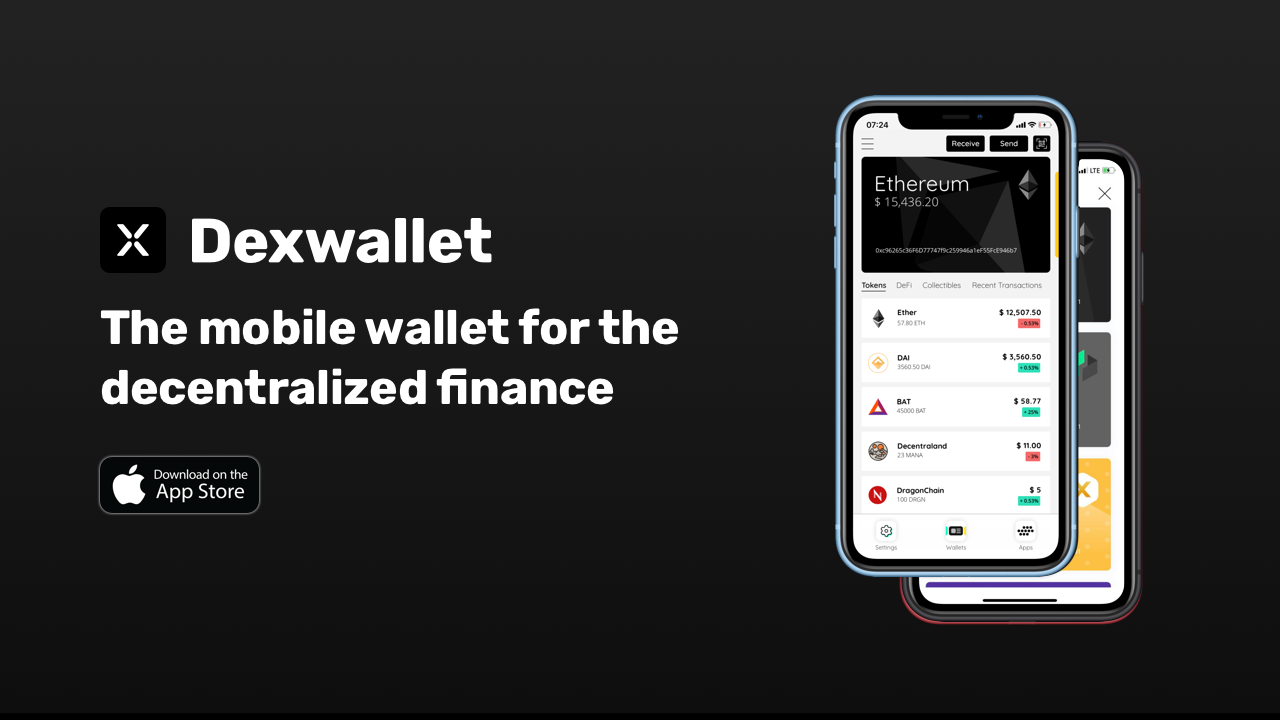 Dexwallet
The mobile wallet for the
decentralized finance
Download on the
App Store
07:24
Receive
Send
Ethereum
$ 15,436.20
0xc96265c36F6D77747f9c259946a1eF55FcE946b7
Tokens DeFi Collectibles Recent Transactions
Ether $ 12,507.50
57.80 ETH - 0.53%
DAI $ 3,560.50
3560.50 DAI + 0.53%
BAT $ 58.77
45000 BAT + 25%
Decentraland $ 11.00
23 MANA - 3%
DragonChain $ 5
100 DRGN + 0.53%
Settings Wallets Apps
LTE